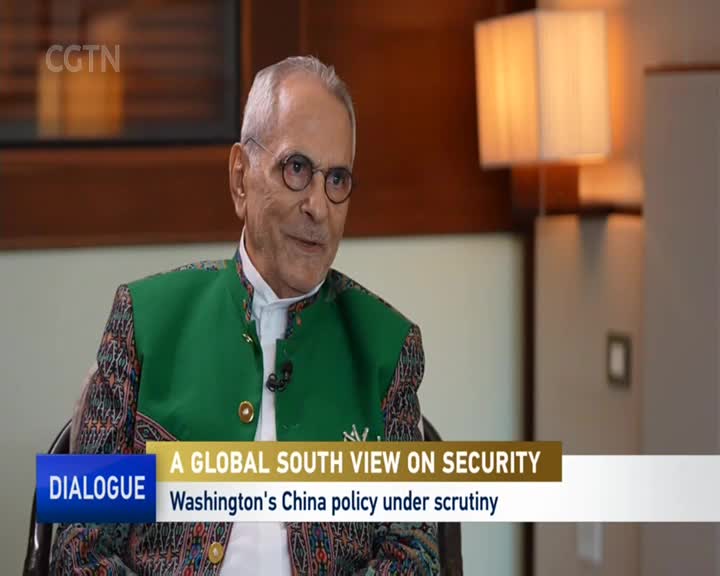 CGTN
A GLOBAL SOUTH VIEW ON SECURITY
DIALOGUE
Washington's China policy under scrutiny